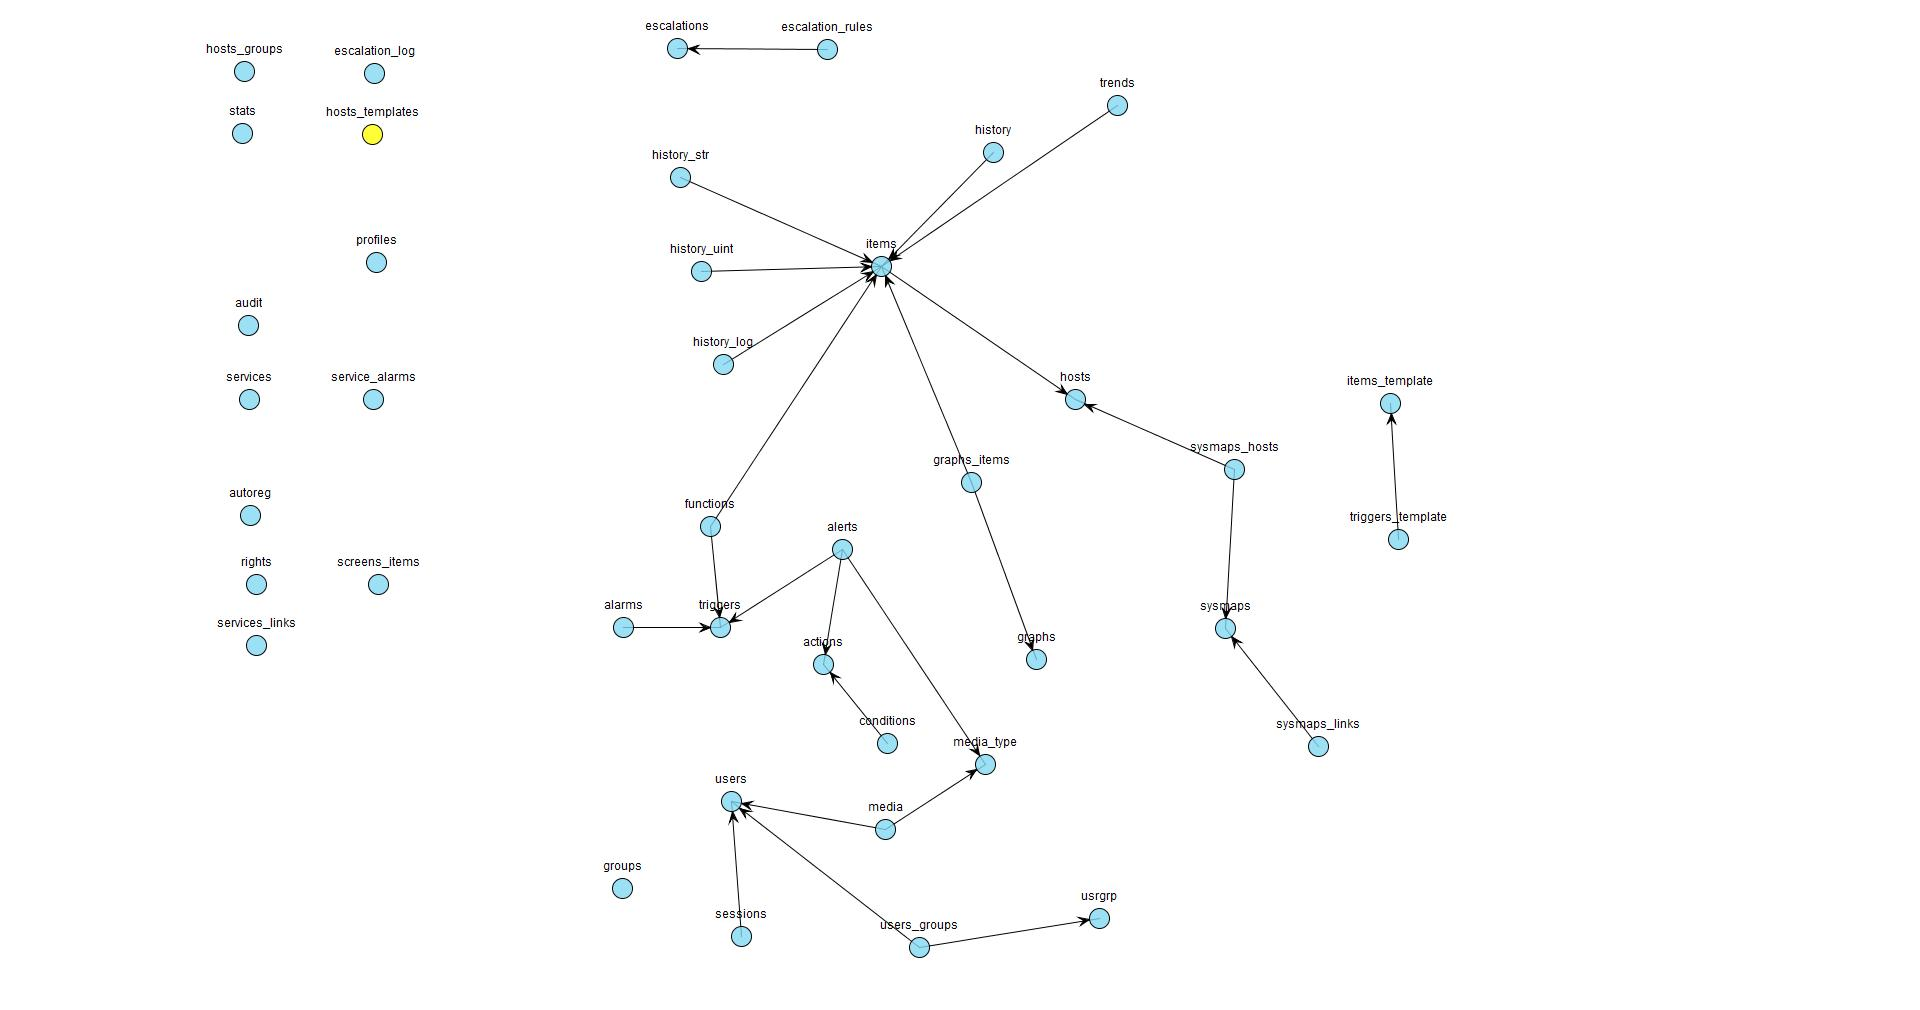 escalations
escalation_rules
hosts_groups
escalation_log
trends
stats
hosts_templates
history
history_str
profiles
items
history_uint
audit
history_log
services
service_alarms
hosts
items_template
sysmaps_hosts
graphs_items
autoreg
functions
triggers_template
alerts
rights
screens_items
alarms
triggers
sysmaps
services_links
actions
graphs
conditions
sysmaps_links
media_type
users
media
groups
usrgrp
sessions
users_groups